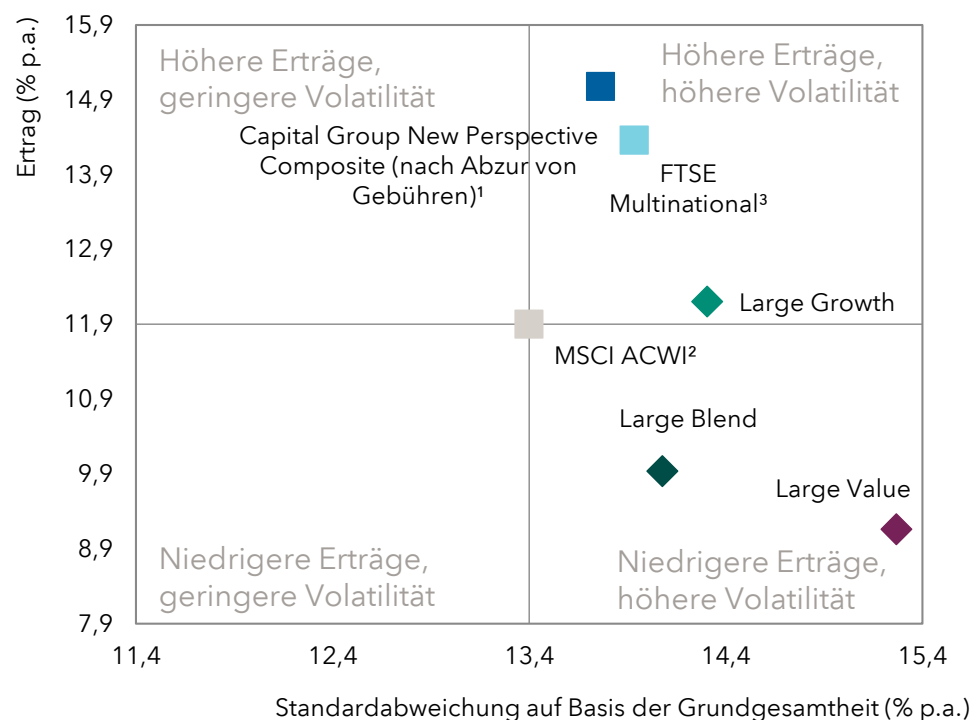 Ertrag (% p.a.)
15,9
14,9
13,9
12,9
11,9
10,9
9,9
8,9
7,9
Höhere Erträge,
geringere Volatilität
Höhere Erträge,
höhere Volatilität
Capital Group New Perspective
Composite (nach Abzur von
Gebühren)¹
FTSE
Multinational³
Large Growth
MSCI ACWI²
Large Blend
Large Value
Niedrigere Erträge,
geringere Volatilität
Niedrigere Erträge,
höhere Volatilität
11,4 12,4 13,4 14,4 15,4
Standardabweichung auf Basis der Grundgesamtheit (% p.a.)